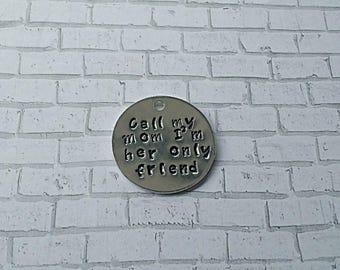 Call my
mom I'm
her only
friend